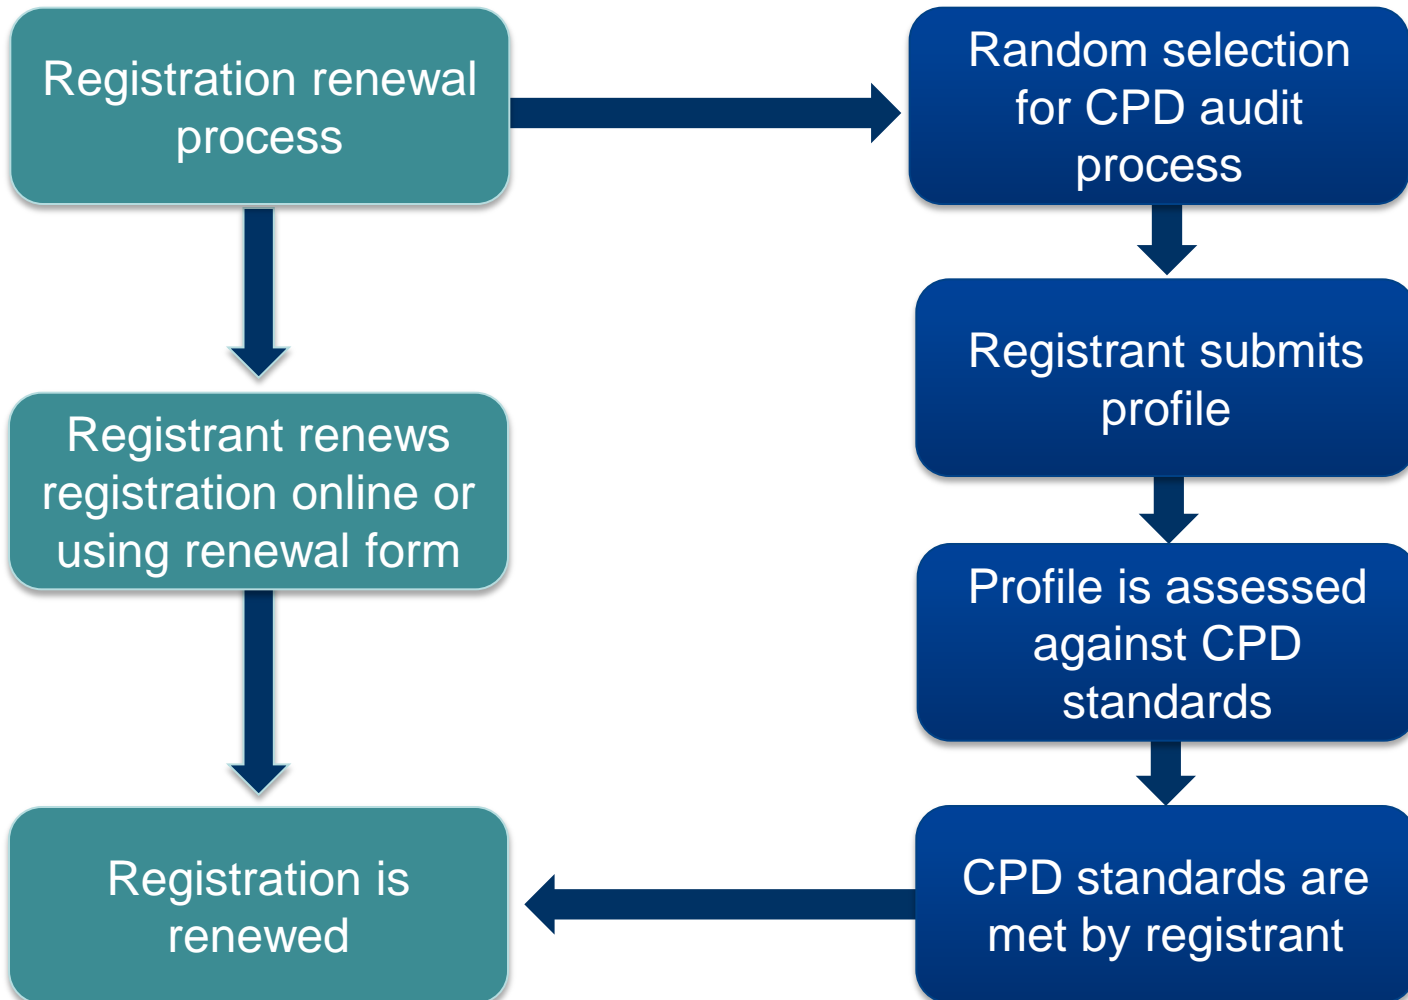 Registration renewal
process
Random selection
for CPD audit
process
Registrant submits
profile
Registrant renews
registration online or
using renewal form
Profile is assessed
against CPD
standards
Registration is
renewed
CPD standards are
met by registrant